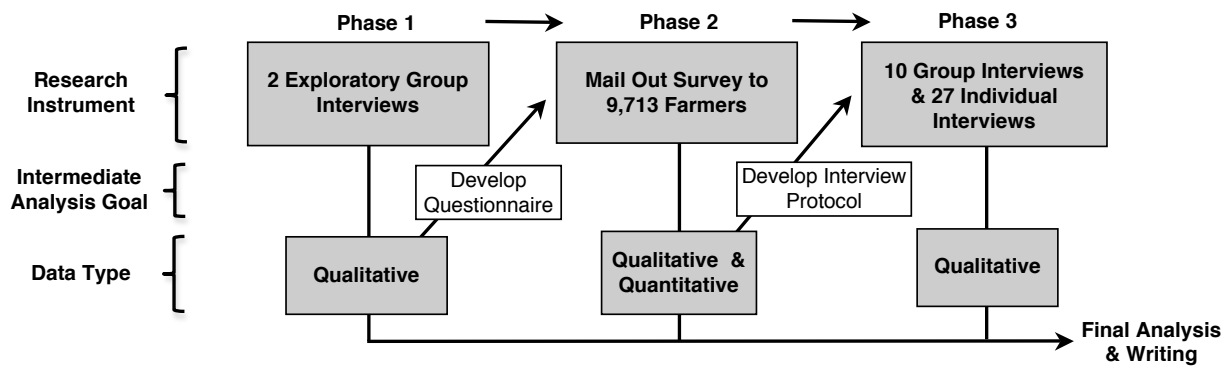 Phase 1
Phase 2
Phase 3
Research
Instrument
2 Exploratory Group
Interviews
Mail Out Survey to
9,713 Farmers
10 Group Interviews
& 27 Individual
Interviews
Intermediate
Analysis Goal
Develop
Questionnaire
Develop Interview
Protocol
Data Type
Qualitative
Qualitative &
Quantitative
Qualitative
Final Analysis
& Writing